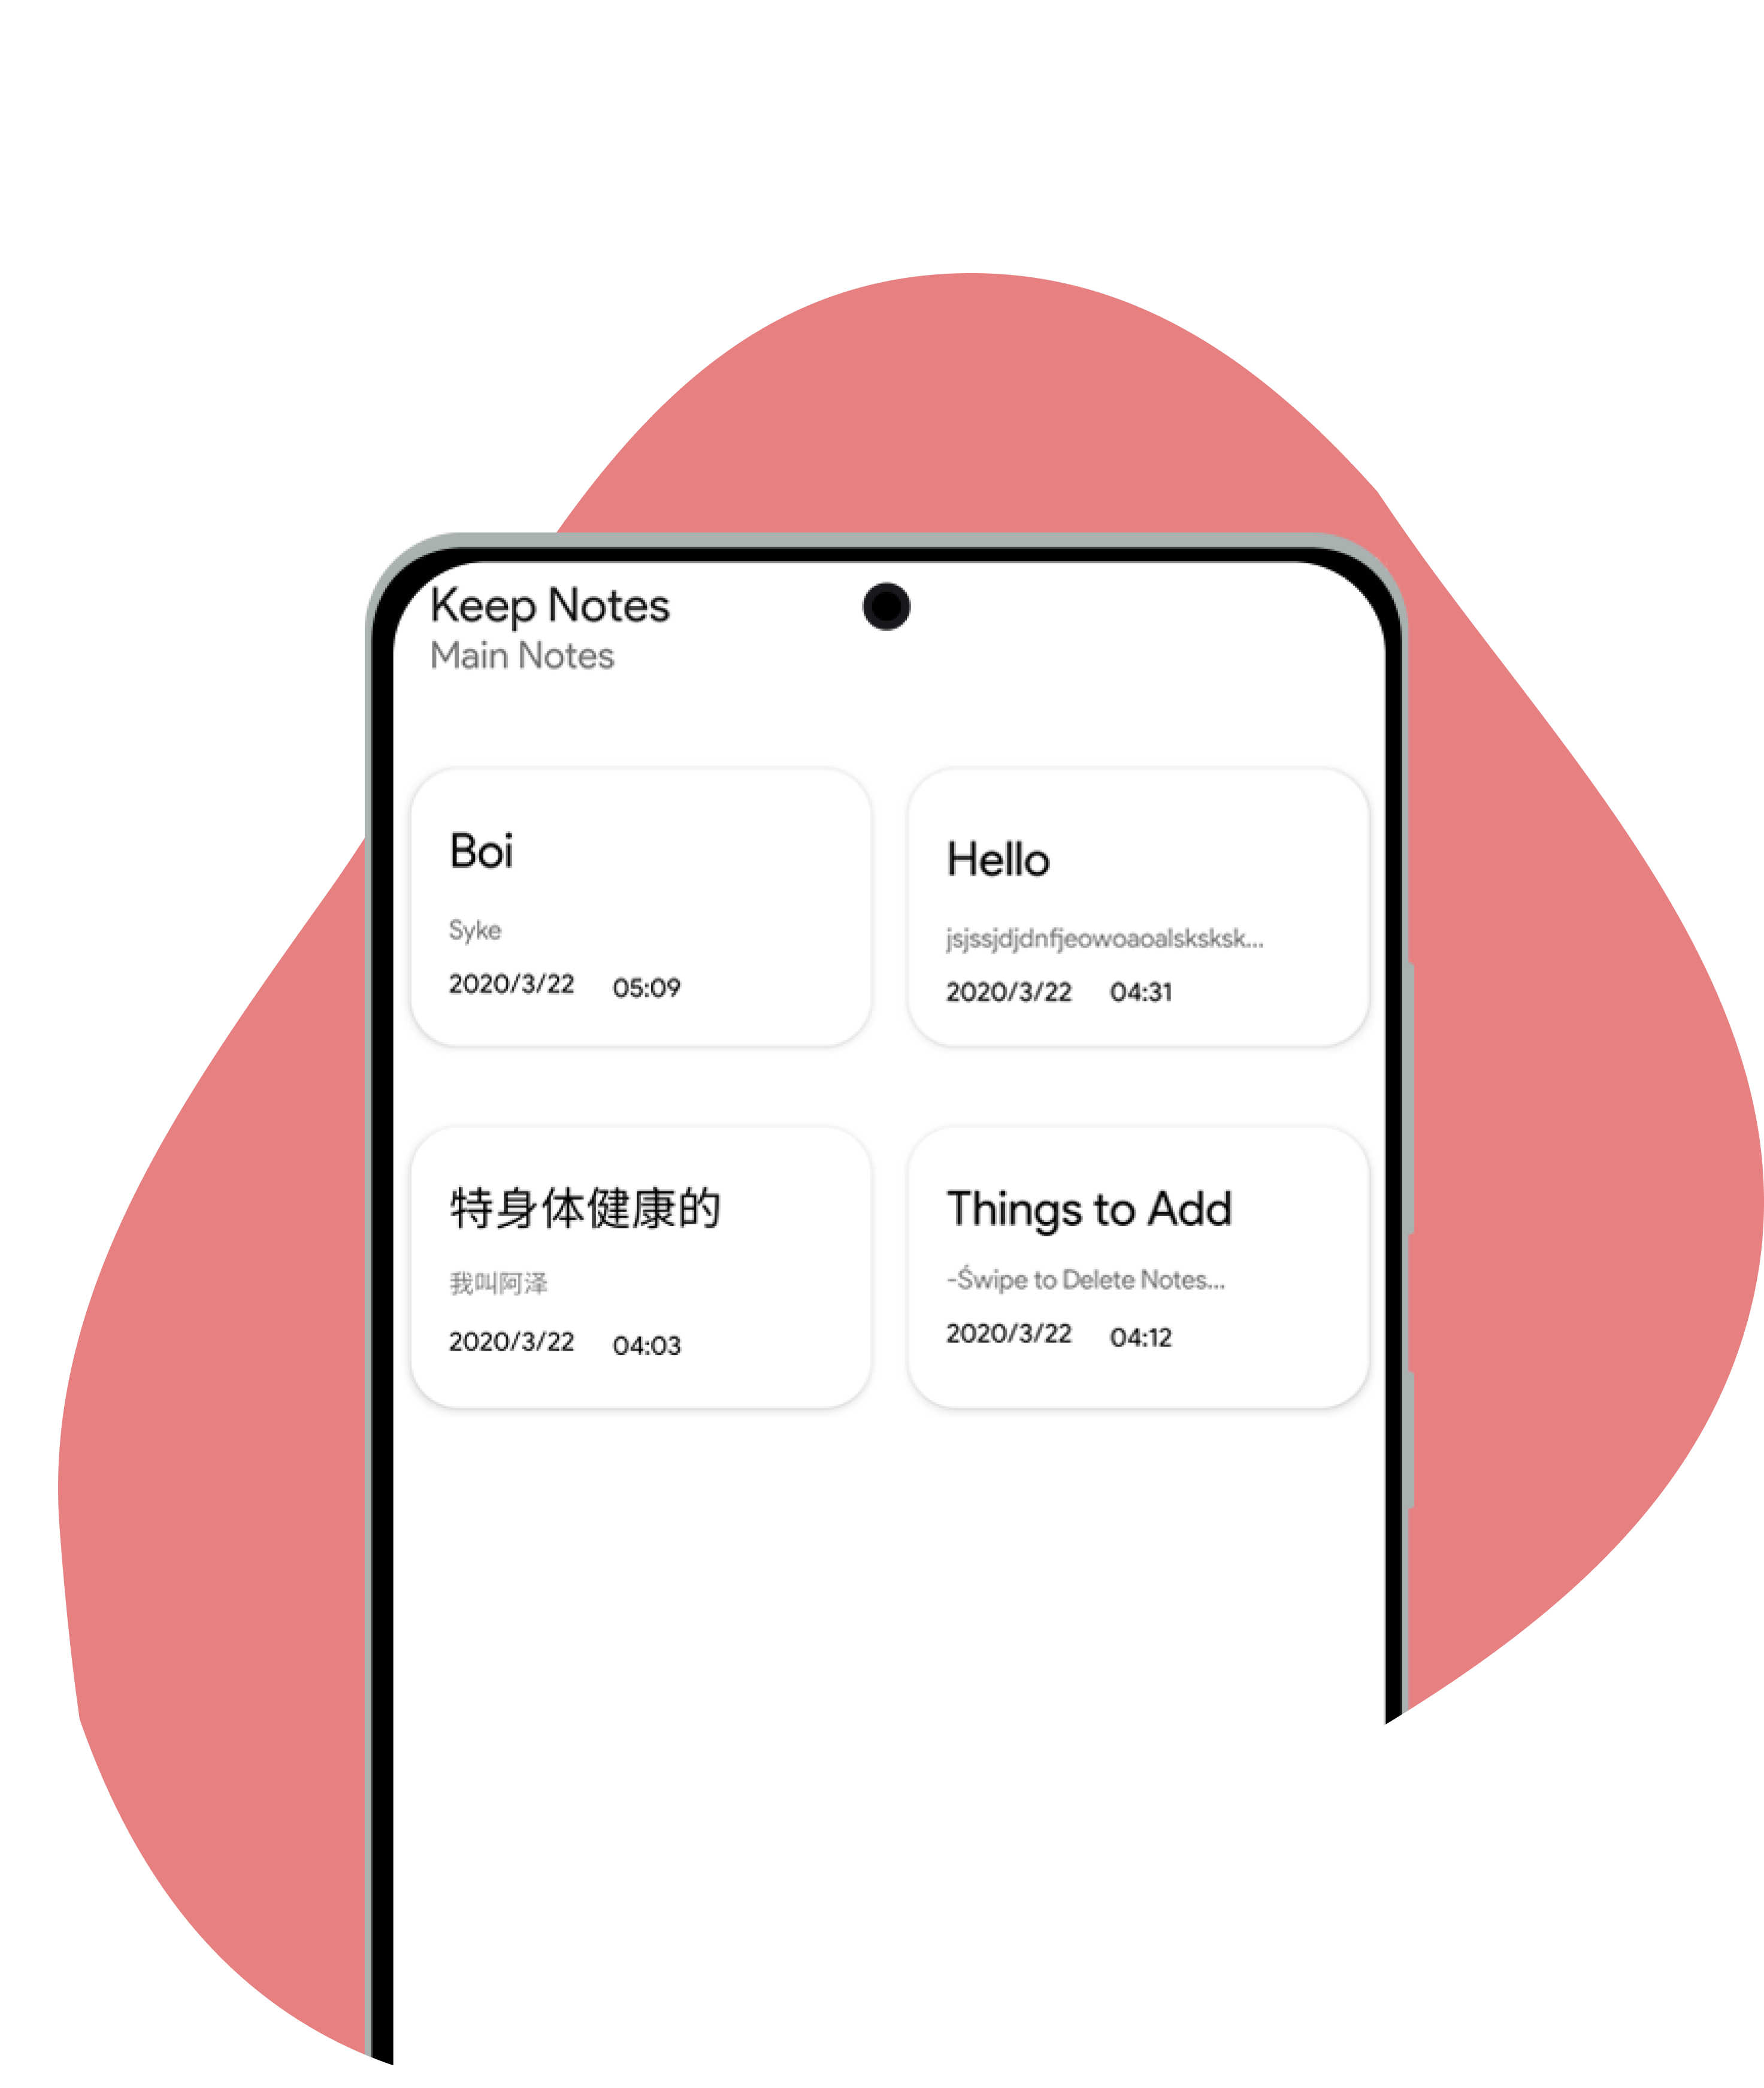 Keep Notes
Main Notes
Boi
Syke
2020/3/22 05:09
Hello
jsjssjdjdnfjeowoaoalsksksk...
2020/3/22 04:31
特身体健康的
我叫阿泽
2020/3/22 04:03
Things to Add
-Świpe to Delete Notes...
2020/3/22 04:12